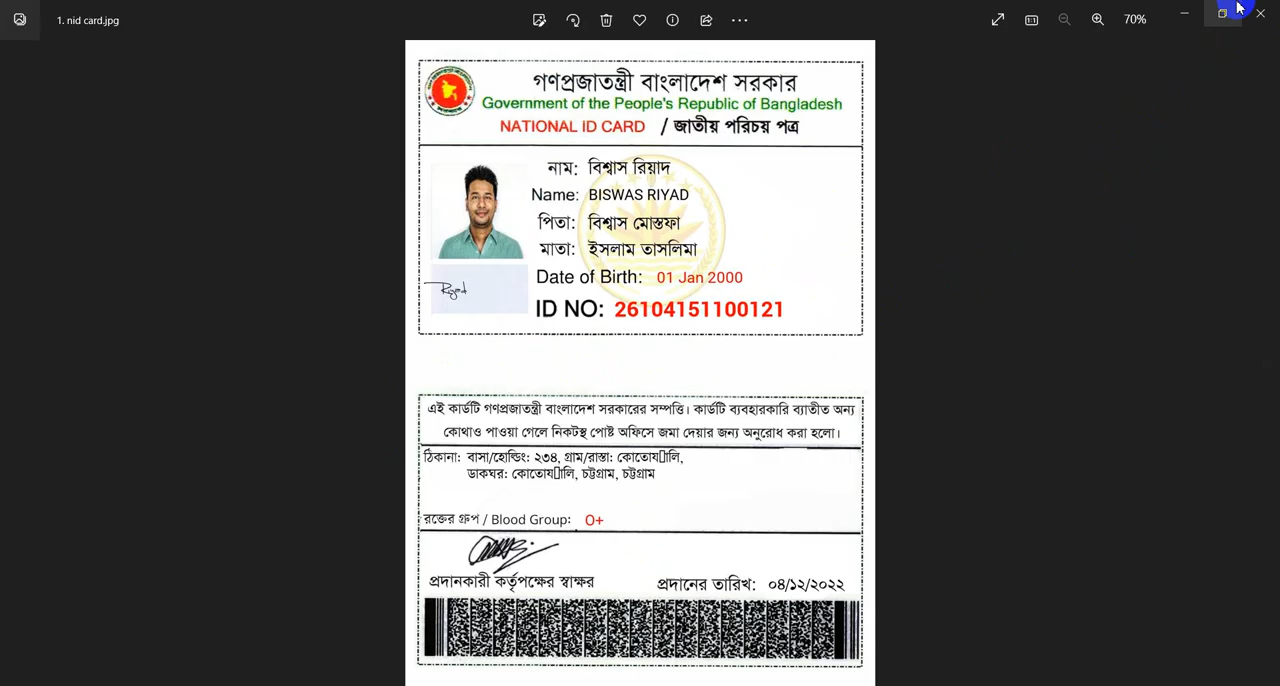 1. nid card.jpg
70%
গণপ্রজাতন্ত্রী বাংলাদেশ সরকার
Government of the People's Republic of Bangladesh
NATIONAL ID CARD / জাতীয় পরিচয় পত্র
নাম: বিশ্বাস রিয়াদ
Name: BISWAS RIYAD
পিতা: বিশ্বাস মোস্তফা
মাতা: ইসলাম তাসলিমা
Date of Birth: 01 Jan 2000
Riyad
ID NO: 26104151100121
এই কার্ডটি গণপ্রজাতন্ত্রী বাংলাদেশ সরকারের সম্পত্তি। কার্ডটি ব্যবহারকারি ব্যাতীত অন্য
কোথাও পাওয়া গেলে নিকটস্থ পোষ্ট অফিসে জমা দেয়ার জন্য অনুরোধ করা হলো।
ঠিকানা: বাসা/হোল্ডিং: ২৩৪, গ্রাম/রাস্তা: কোতোয▯লি,
ডাকঘর: কোতোয▯লি, চট্টগ্রাম, চট্টগ্রাম
রক্তের গ্রুপ / Blood Group: O+
প্রদানকারী কর্তৃপক্ষের স্বাক্ষর প্রদানের তারিখ: ০৪/১২/২০২২